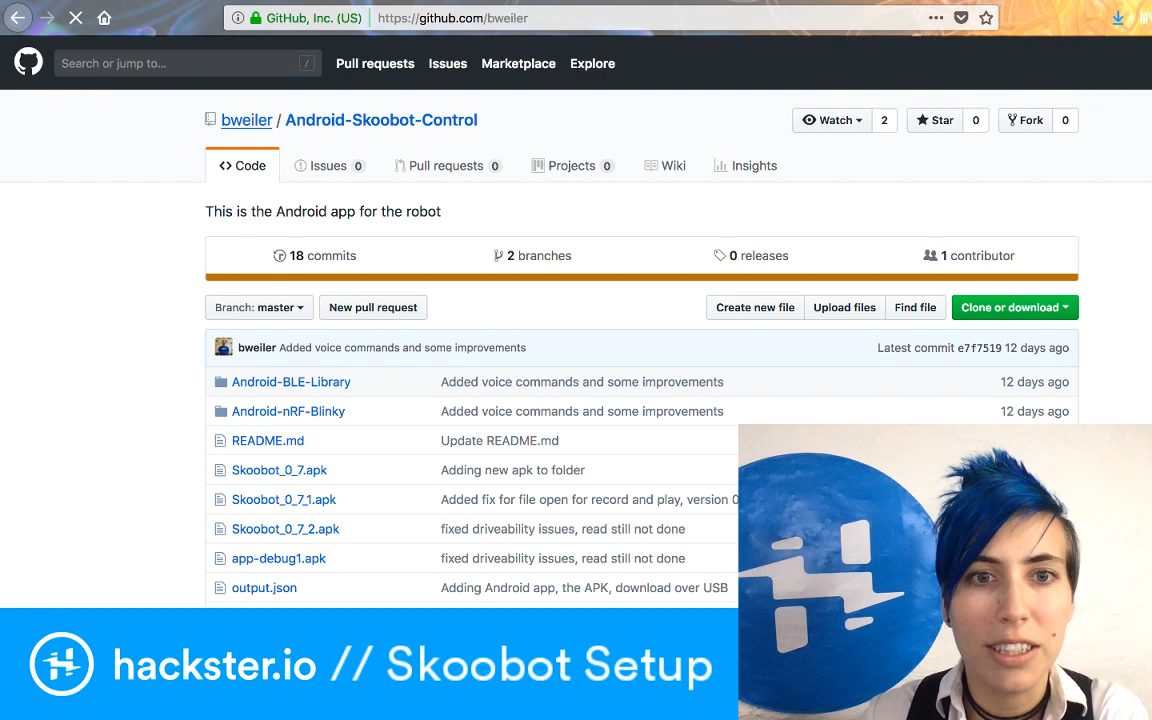 GitHub, Inc. (US) https://github.com/bweiler
Search or jump to... /
Pull requests Issues Marketplace Explore
bweiler / Android-Skoobot-Control
Watch 2 Star 0 Fork 0
Code Issues 0 Pull requests 0 Projects 0 Wiki Insights
This is the Android app for the robot
18 commits 2 branches 0 releases 1 contributor
Branch: master New pull request Create new file Upload files Find file Clone or download
bweiler Added voice commands and some improvements Latest commit e7f7519 12 days ago
Android-BLE-Library Added voice commands and some improvements 12 days ago
Android-nRF-Blinky Added voice commands and some improvements 12 days ago
README.md Update README.md
Skoobot_0_7.apk Adding new apk to folder
Skoobot_0_7_1.apk Added fix for file open for record and play, version 0
Skoobot_0_7_2.apk fixed driveability issues, read still not done
app-debug1.apk fixed driveability issues, read still not done
output.json Adding Android app, the APK, download over USB
hackster.io // Skoobot Setup